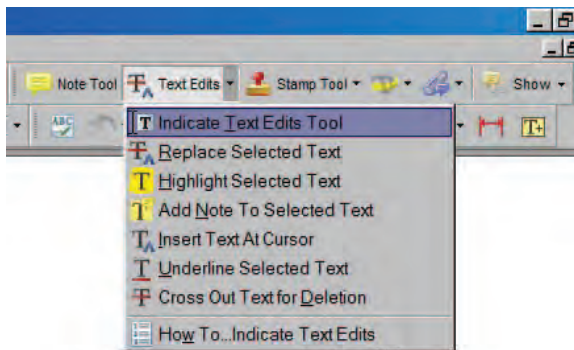 Note Tool Text Edits Stamp Tool Show
ABC T+
Indicate Text Edits Tool
Replace Selected Text
Highlight Selected Text
Add Note To Selected Text
Insert Text At Cursor
Underline Selected Text
Cross Out Text for Deletion
How To...Indicate Text Edits